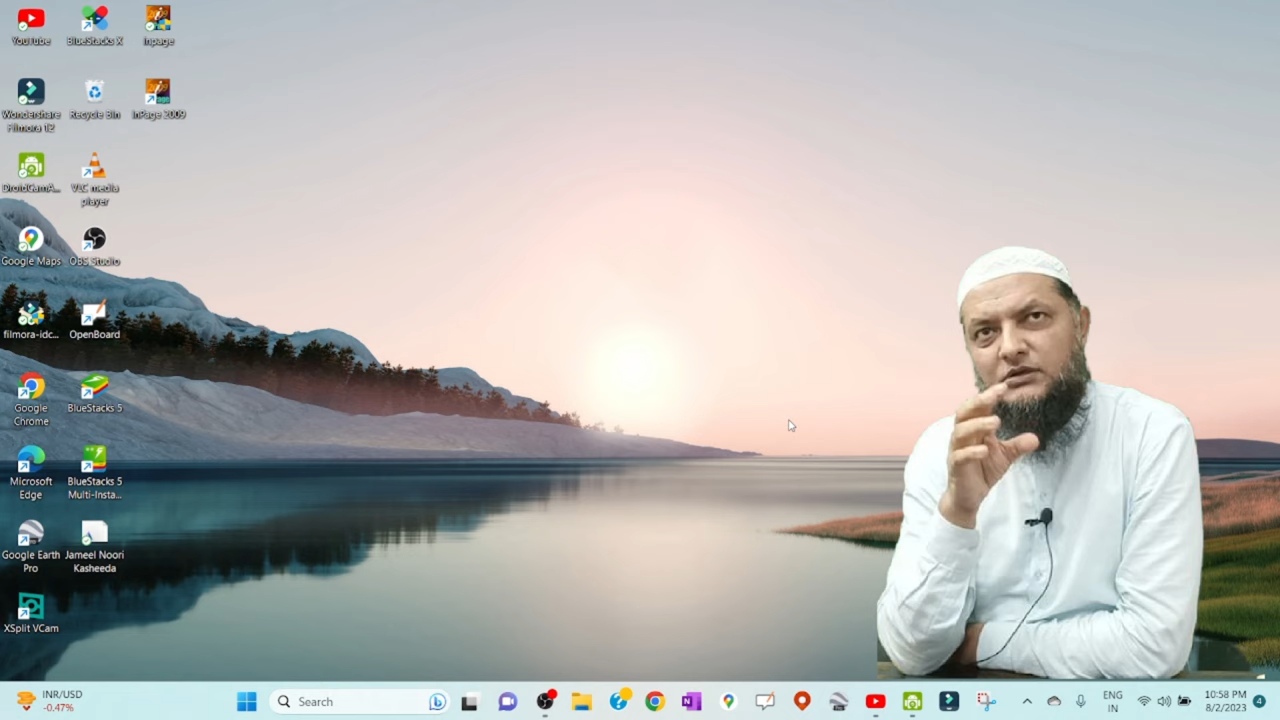 YouTube
BlueStacks X
Inpage
Wondershare
Filmora 12
Recycle Bin
InPage 2009
DroidCamA...
VLC media
player
Google Maps
OBS Studio
filmora-idc...
OpenBoard
Google
Chrome
BlueStacks 5
Microsoft
Edge
BlueStacks 5
Multi-Insta...
Google Earth
Pro
Jameel Noori
Kasheeda
XSplit VCam
INR/USD
-0.47%
Search
ENG
IN
10:58 PM
8/2/2023
4